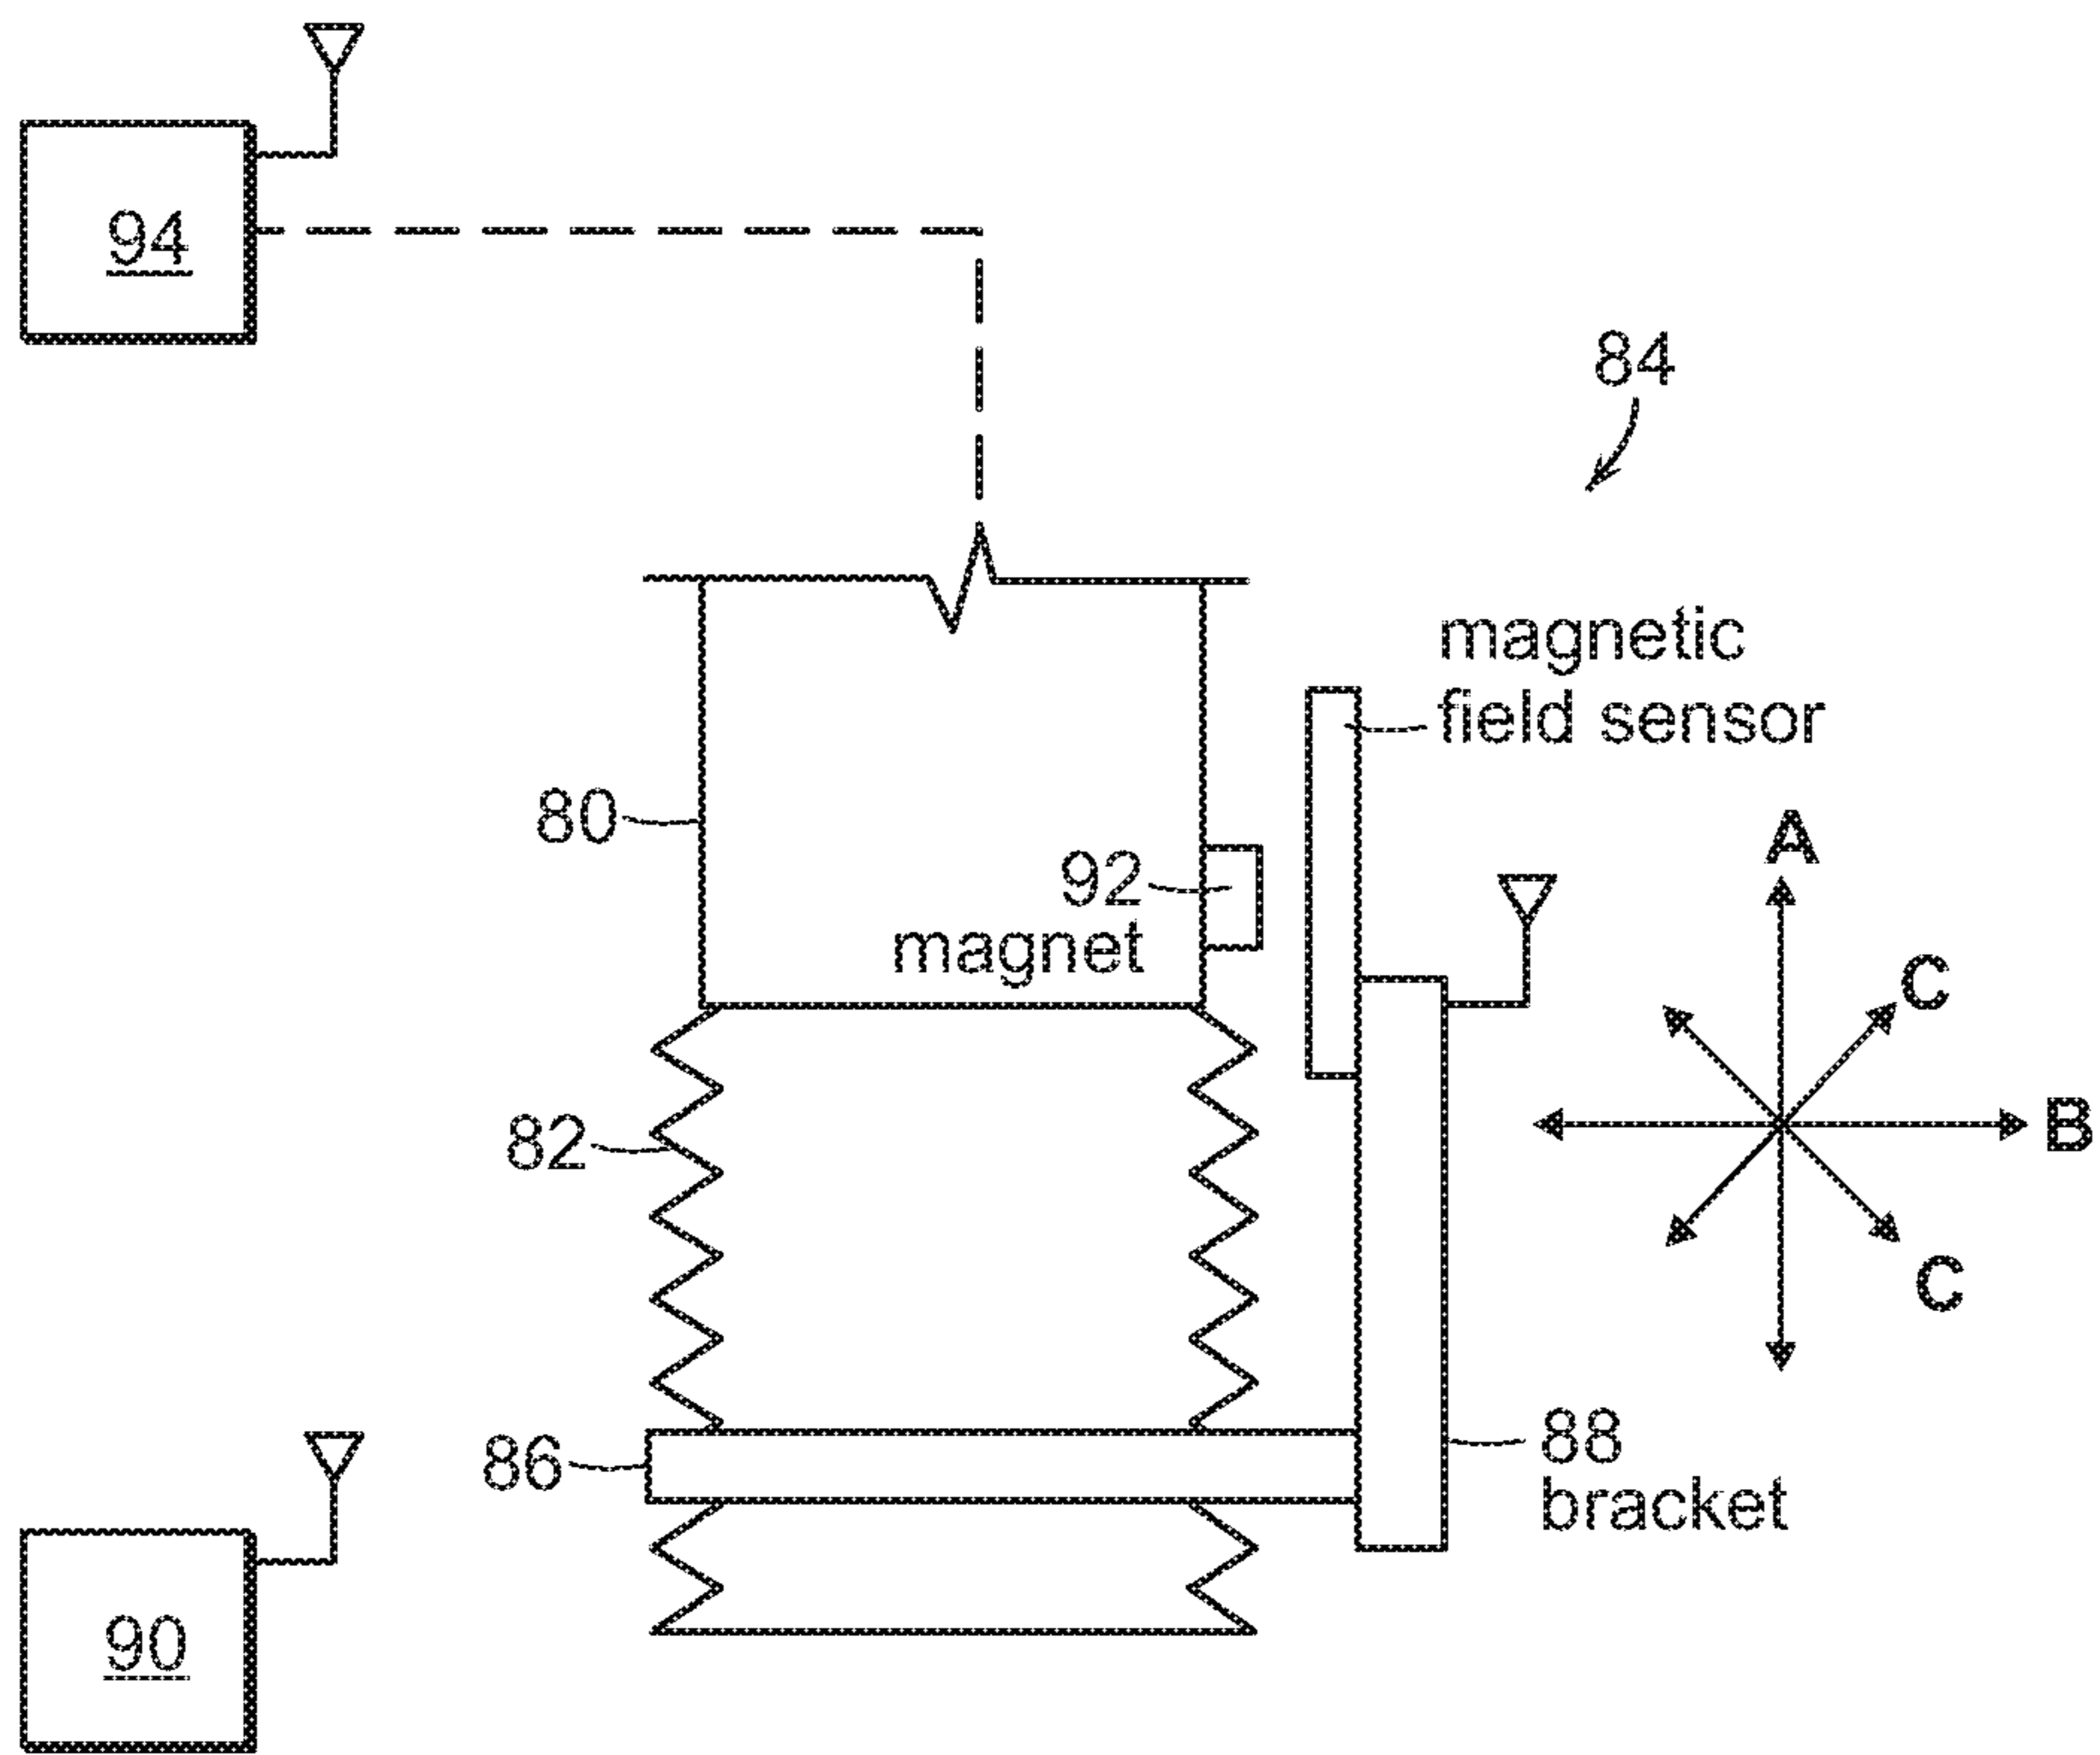 94
84
magnetic
field sensor
80
A
92
magnet
C
82
B
C
86
88
bracket
90